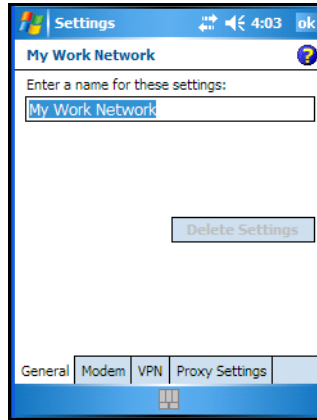 Settings 4:03 ok
My Work Network
Enter a name for these settings:
My Work Network
Delete Settings
General Modem VPN Proxy Settings